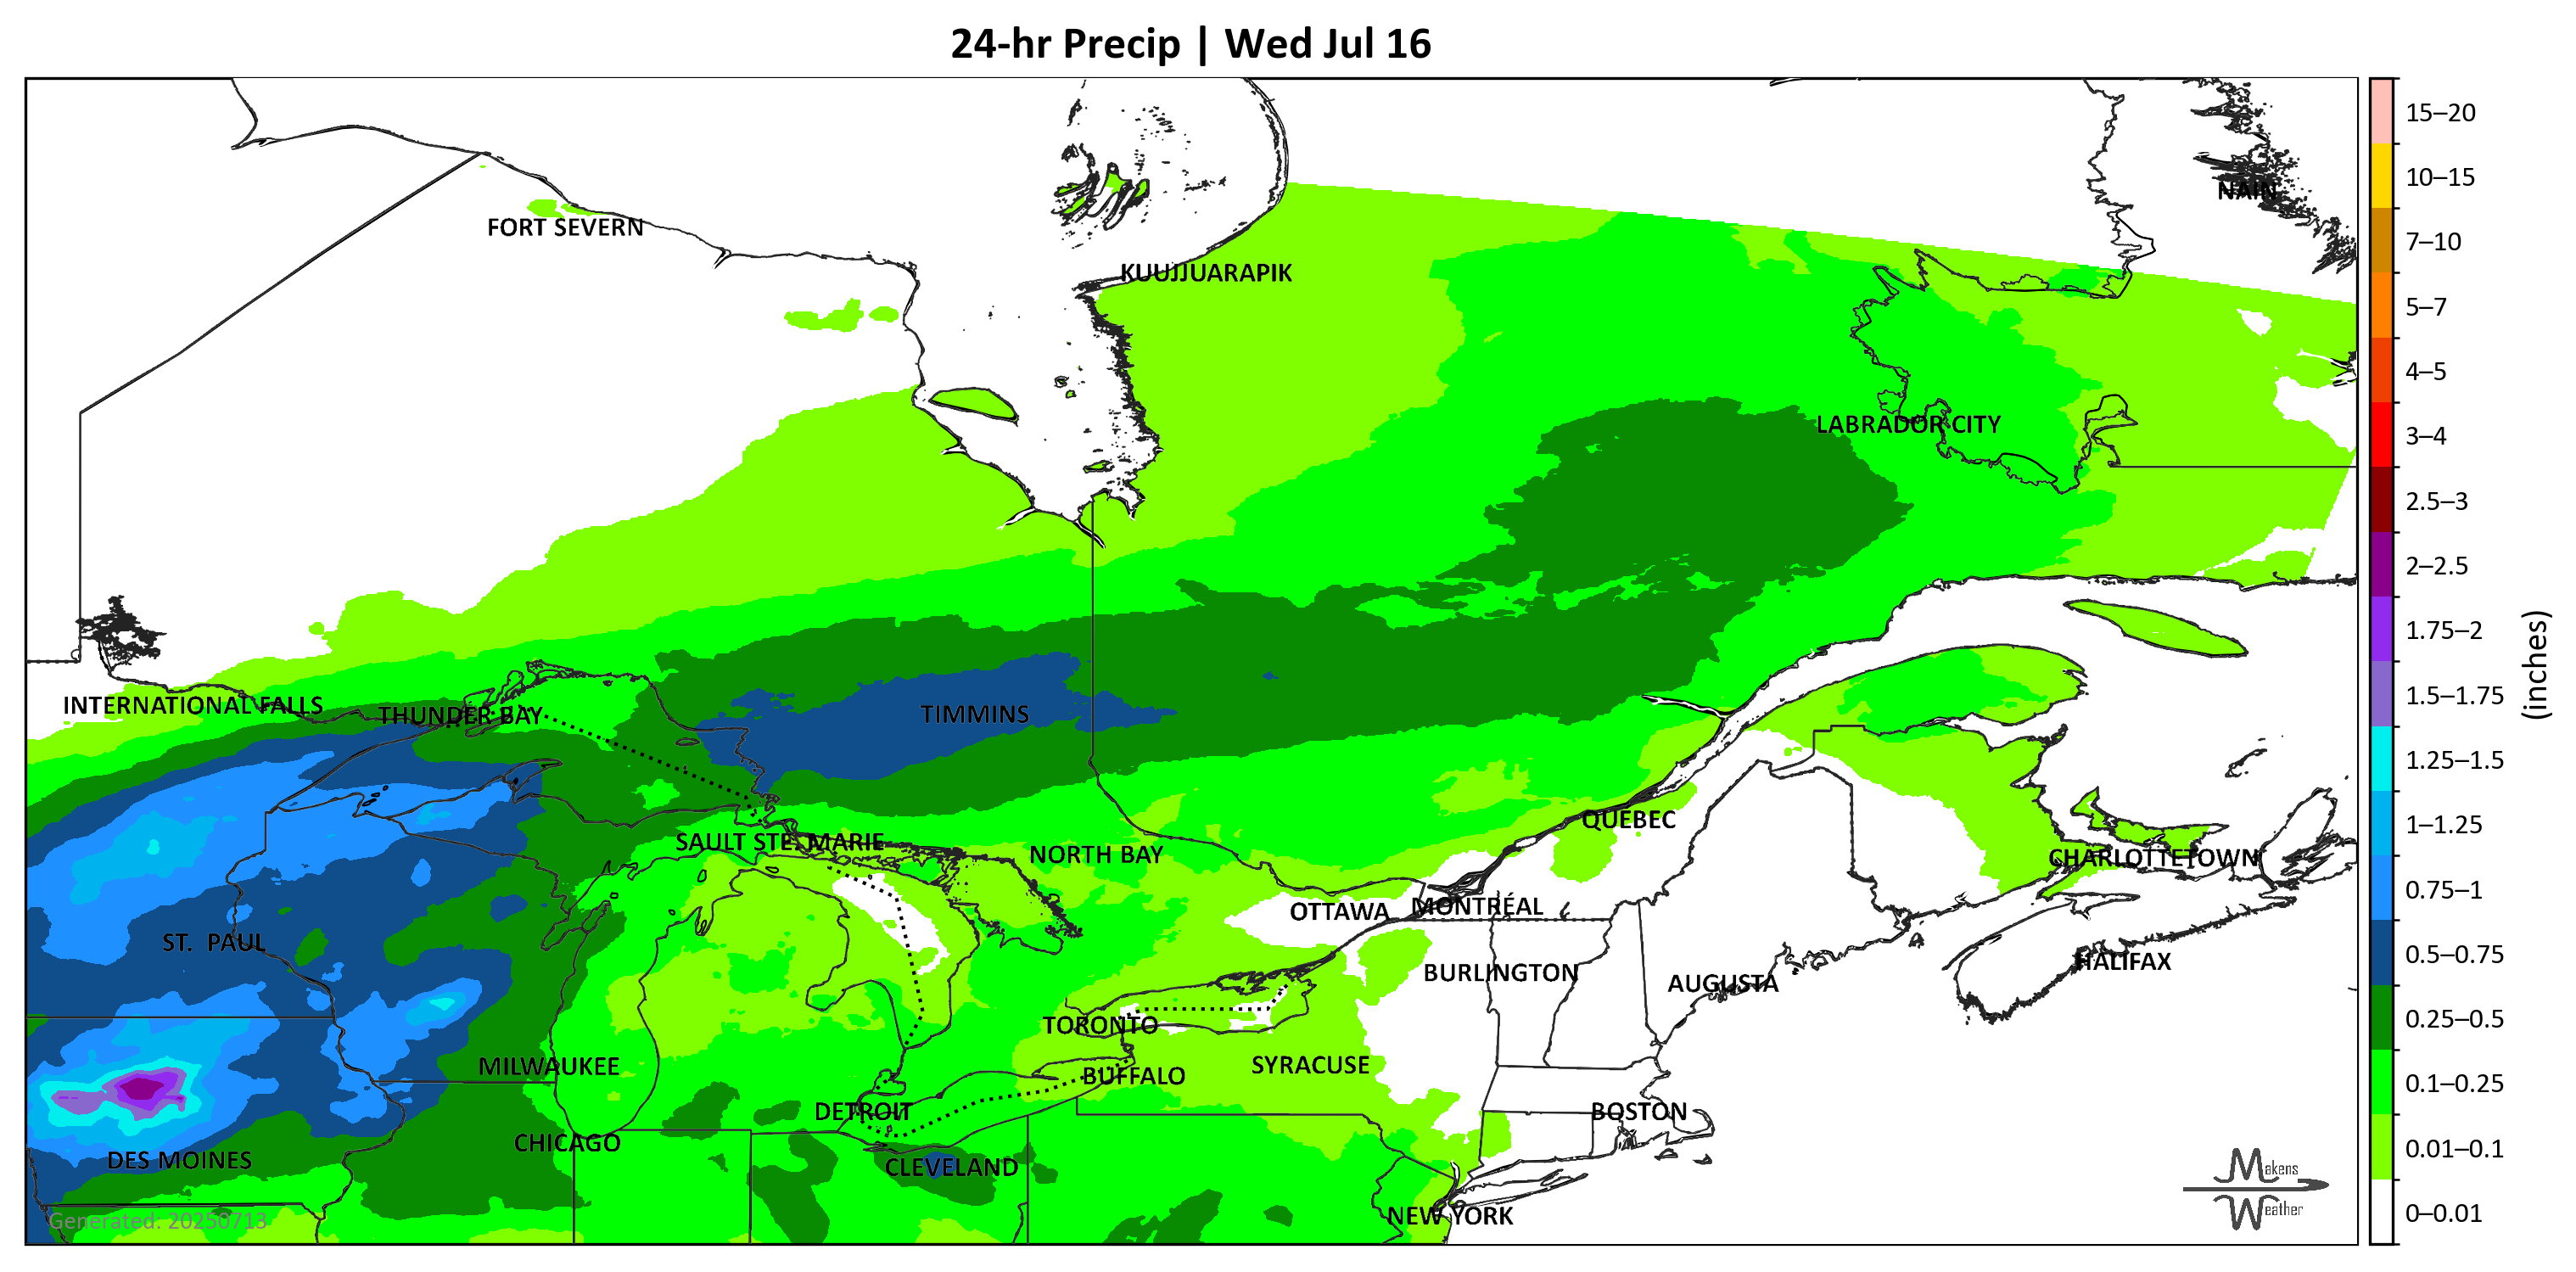 24-hr Precip | Wed Jul 16
15–20
10–15
7–10
5–7
4–5
3–4
2.5–3
2–2.5
1.75–2
1.5–1.75
1.25–1.5
1–1.25
0.75–1
0.5–0.75
0.25–0.5
0.1–0.25
0.01–0.1
0–0.01
(inches)
NAIN
FORT SEVERN
KUUJJUARAPIK
LABRADOR CITY
INTERNATIONAL FALLS
THUNDER BAY
TIMMINS
QUEBEC
SAULT STE. MARIE
NORTH BAY
CHARLOTTETOWN
OTTAWA
MONTRÉAL
ST. PAUL
HALIFAX
BURLINGTON
AUGUSTA
TORONTO
MILWAUKEE
SYRACUSE
BUFFALO
DETROIT
BOSTON
CHICAGO
DES MOINES
CLEVELAND
NEW YORK
Generated: 20250713
Makens
Weather